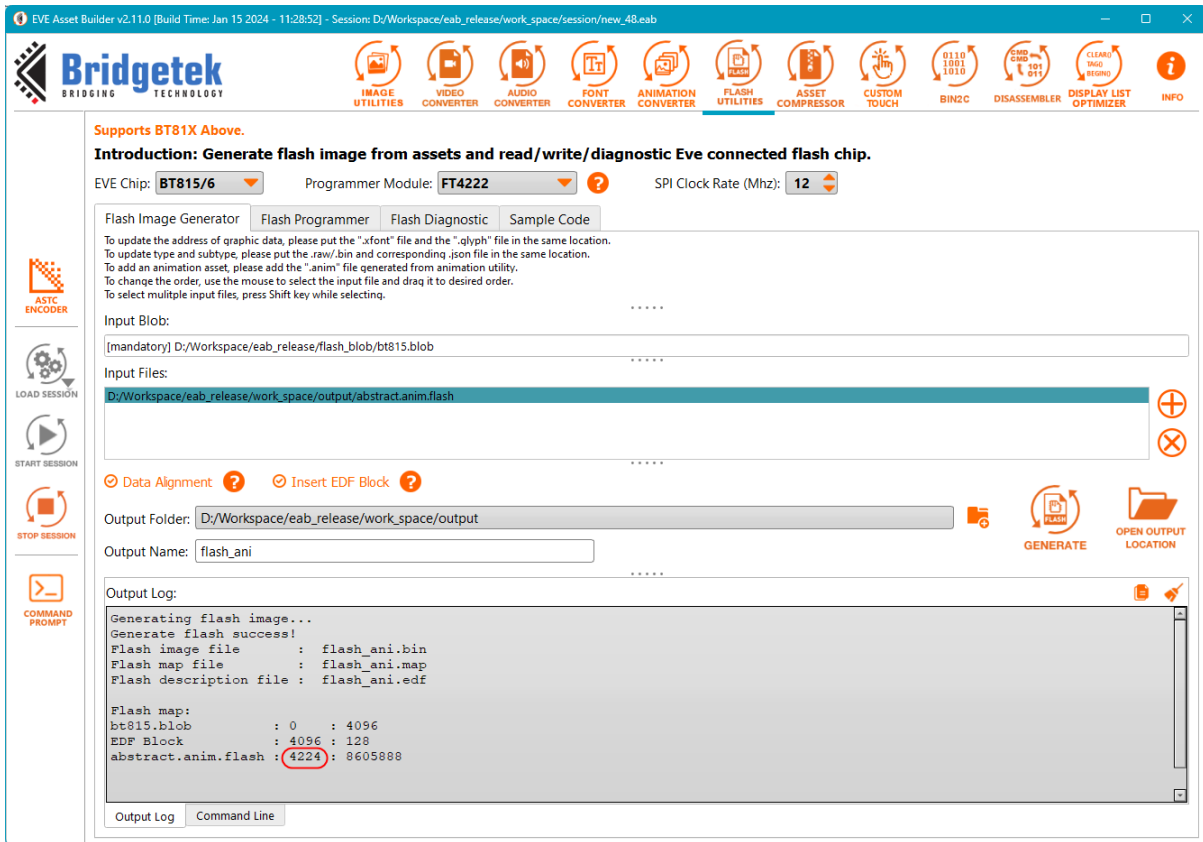 EVE Asset Builder v2.11.0 [Build Time: Jan 15 2024 - 11:28:52] - Session: D:/Workspace/eab_release/work_space/session/new_48.eab
Bridgetek
BRIDGING TECHNOLOGY
IMAGE UTILITIES
VIDEO CONVERTER
AUDIO CONVERTER
FONT CONVERTER
ANIMATION CONVERTER
FLASH
FLASH UTILITIES
ASSET COMPRESSOR
CUSTOM TOUCH
0110
1001
1010
BIN2C
CMD
CMD
101
011
DISASSEMBLER
CLEAR()
TAG()
BEGIN()
DISPLAY LIST OPTIMIZER
INFO
Supports BT81X Above.
Introduction: Generate flash image from assets and read/write/diagnostic Eve connected flash chip.
EVE Chip: BT815/6 Programmer Module: FT4222 ? SPI Clock Rate (Mhz): 12
Flash Image Generator Flash Programmer Flash Diagnostic Sample Code
To update the address of graphic data, please put the ".xfont" file and the ".glyph" file in the same location.
To update type and subtype, please put the .raw/.bin and corresponding .json file in the same location.
To add an animation asset, please add the ".anim" file generated from animation utility.
To change the order, use the mouse to select the input file and drag it to desired order.
To select mulitple input files, press Shift key while selecting.
ASTC ENCODER
LOAD SESSION
START SESSION
STOP SESSION
COMMAND PROMPT
Input Blob:
[mandatory] D:/Workspace/eab_release/flash_blob/bt815.blob
Input Files:
D:/Workspace/eab_release/work_space/output/abstract.anim.flash
Data Alignment ? Insert EDF Block ?
Output Folder: D:/Workspace/eab_release/work_space/output
Output Name: flash_ani
FLASH
GENERATE
OPEN OUTPUT LOCATION
Output Log:
Generating flash image...
Generate flash success!
Flash image file : flash_ani.bin
Flash map file : flash_ani.map
Flash description file : flash_ani.edf
Flash map:
bt815.blob : 0 : 4096
EDF Block : 4096 : 128
abstract.anim.flash : 4224 : 8605888
Output Log Command Line